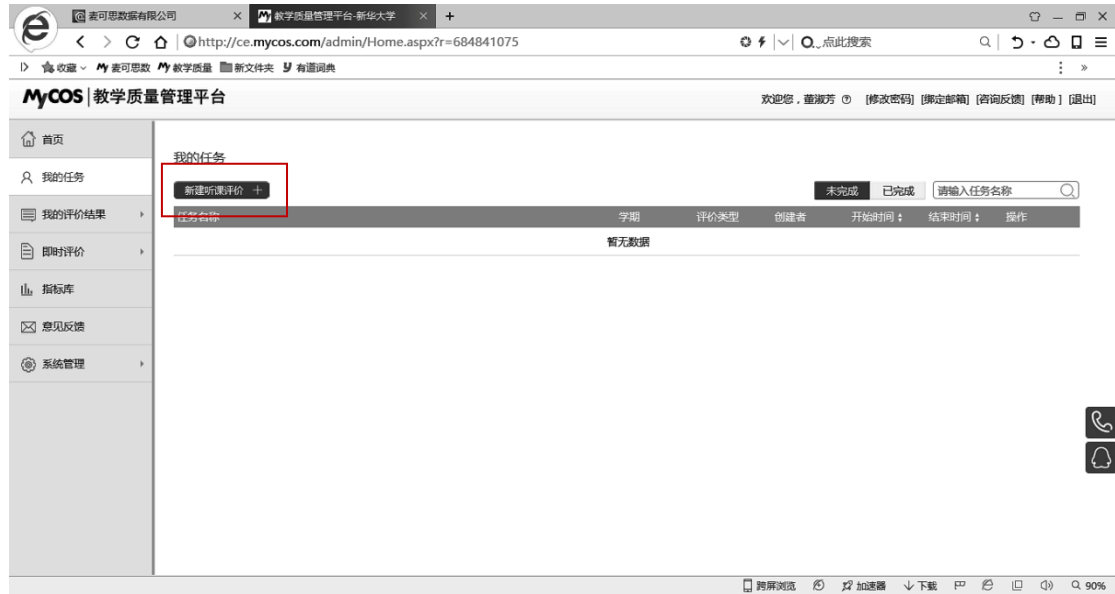 麦可思数据有限公司 教学质量管理平台-新华大学
http://ce.mycos.com/admin/Home.aspx?r=684841075 点此搜索
收藏 麦可思数 教学质量 新文件夹 有道词典
MyCOS 教学质量管理平台 欢迎您，董淑芳 [修改密码] [绑定邮箱] [咨询反馈] [帮助] [退出]
首页
我的任务
我的评价结果
即时评价
指标库
意见反馈
系统管理
我的任务
新建听课评价 +
未完成 已完成 请输入任务名称
任务名称 学期 评价类型 创建者 开始时间 结束时间 操作
暂无数据
跨屏浏览 加速器 下载 90%